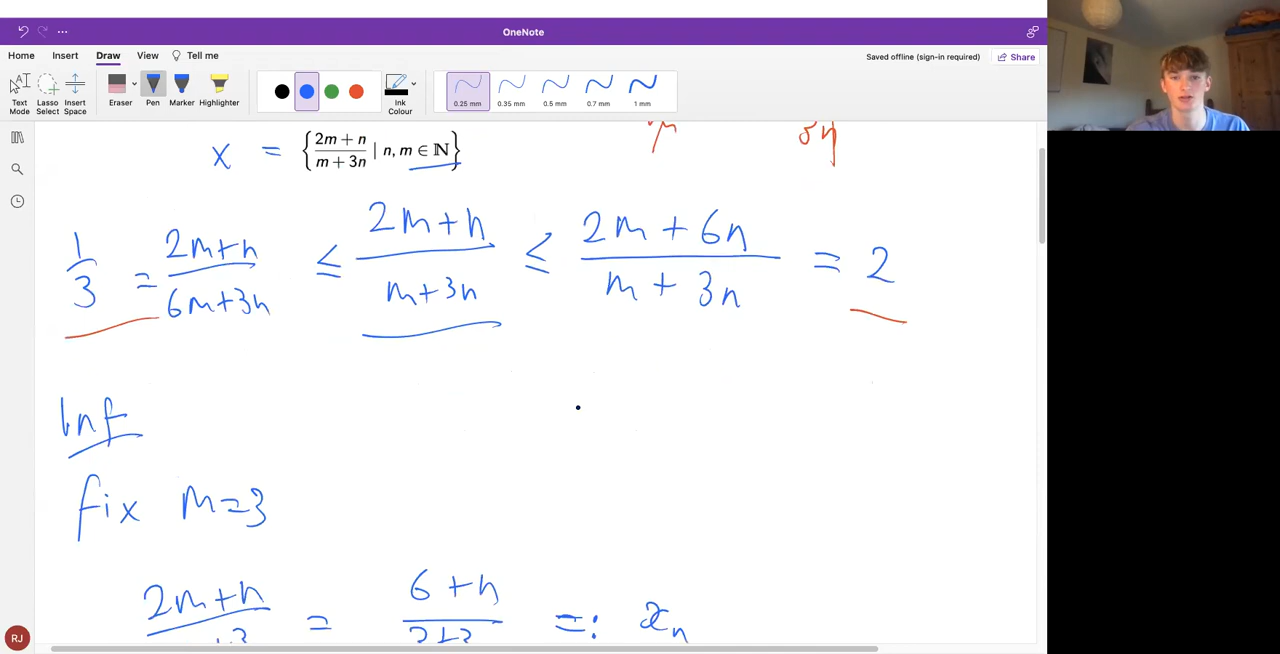 OneNote
Home Insert Draw View Tell me
Saved offline (sign-in required) Share
Text Mode
Lasso Select
Insert Space
Eraser
Pen
Marker
Highlighter
Ink Colour
0.25 mm 0.35 mm 0.5 mm 0.7 mm 1 mm
x = { (2m + n)/(m + 3n) | n, m ∈ ℕ }
1/3 = (2m+n)/(6m+3n) ≤ (2m+n)/(m+3n) ≤ (2m+6n)/(m+3n) = 2
Inf
fix m=3
2m+n = 6+n =: xₙ
RJ